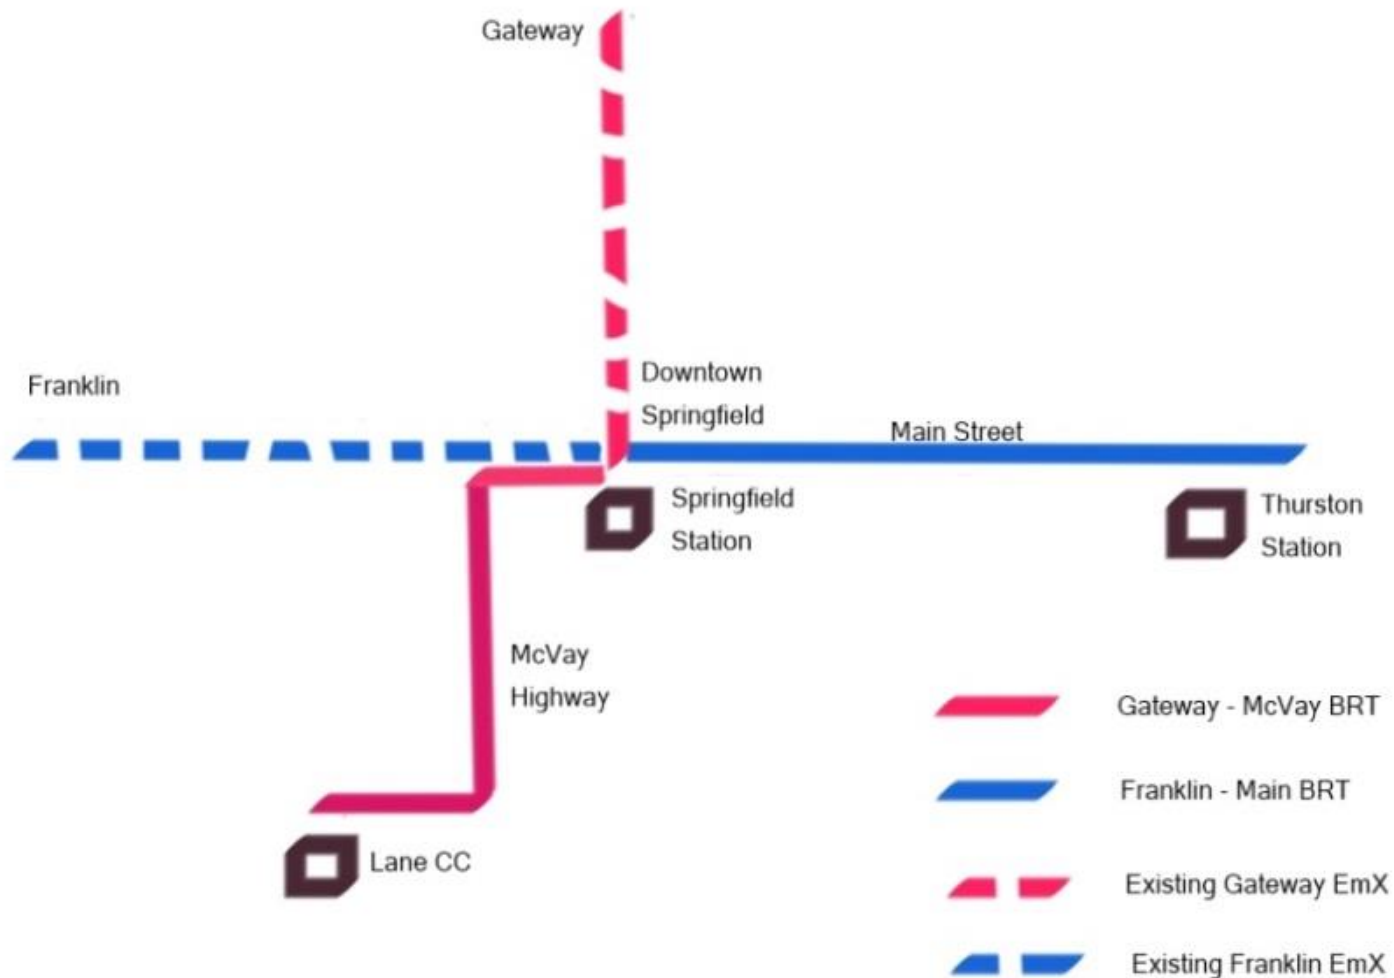 Gateway
Downtown
Springfield
Franklin
Main Street
Springfield
Station
Thurston
Station
McVay
Highway
Lane CC
Gateway - McVay BRT
Franklin - Main BRT
Existing Gateway EmX
Existing Franklin EmX